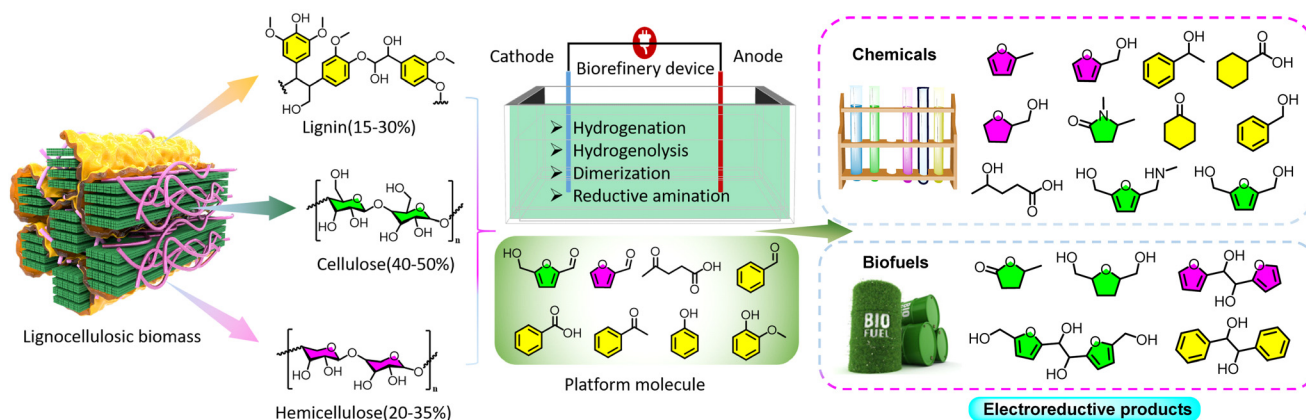 Lignocellulosic biomass
Lignin(15-30%)
Cellulose(40-50%)
Hemicellulose(20-35%)
Cathode
Anode
Biorefinery device
➢ Hydrogenation
➢ Hydrogenolysis
➢ Dimerization
➢ Reductive amination
Platform molecule
Chemicals
Biofuels
BIO
FUEL
Electroreductive products